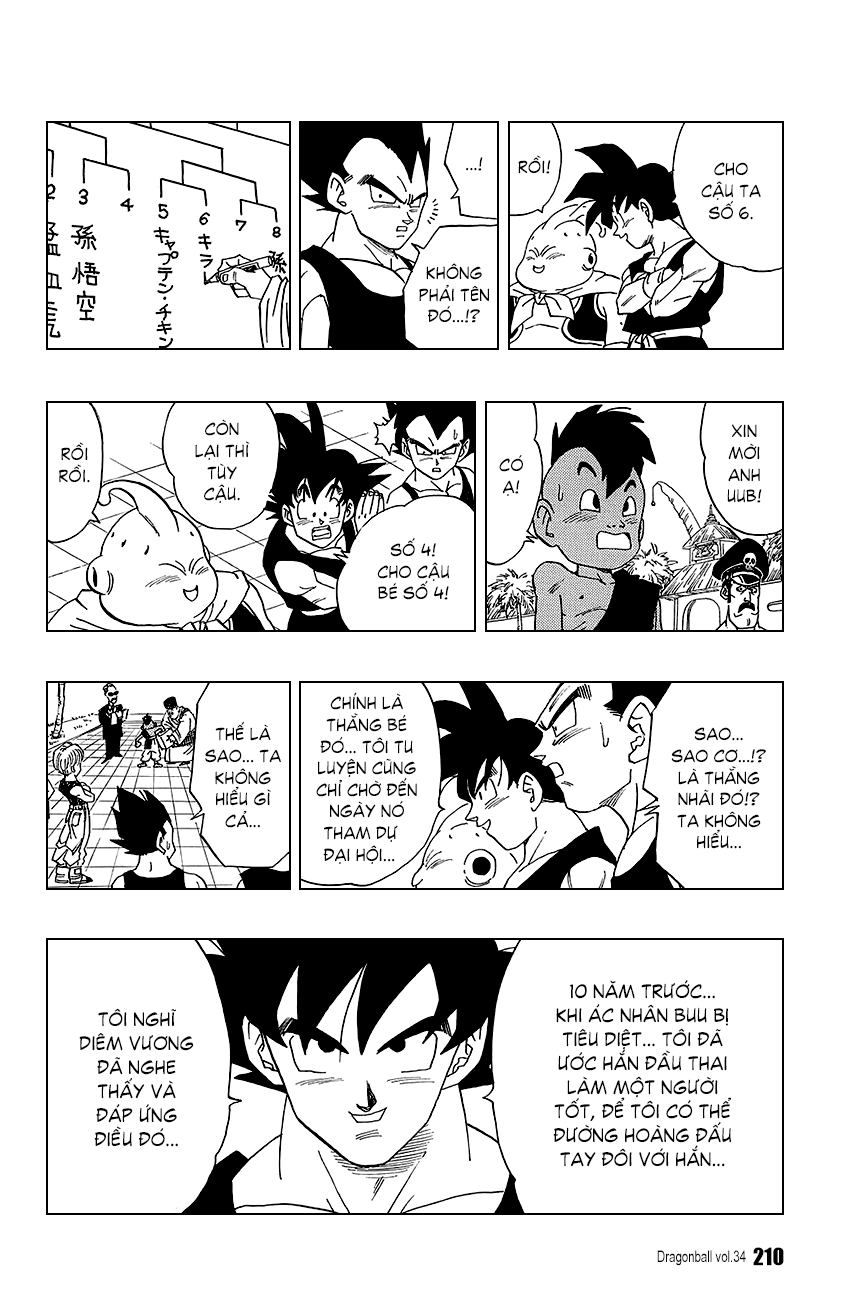 CHO
CẬU TA
SỐ 6.
RỒI!
...!
KHÔNG
PHẢI TÊN
ĐÓ...!?
2
3
4
5
6
7
8
孫悟空
キャプテン・チキン
キラ
孫
XIN
MỜI
ANH
UUB!
CÓ
Ạ!
CÒN
LẠI THÌ
TÙY
CẬU.
SỐ 4!
CHO CẬU
BÉ SỐ 4!
RỒI
RỒI.
SAO...
SAO CƠ...!?
LÀ THẰNG
NHÃI ĐÓ!?
TA KHÔNG
HIỂU...
CHÍNH LÀ
THẰNG BÉ
ĐÓ... TÔI TU
LUYỆN CŨNG
CHỈ CHỜ ĐẾN
NGÀY NÓ
THAM DỰ
ĐẠI HỘI...
THẾ LÀ
SAO... TA
KHÔNG
HIỂU GÌ
CẢ...
10 NĂM TRƯỚC...
KHI ÁC NHÂN BUU BỊ
TIÊU DIỆT... TÔI ĐÃ
ƯỚC HẮN ĐẦU THAI
LÀM MỘT NGƯỜI
TỐT, ĐỂ TÔI CÓ THỂ
ĐƯỜNG HOÀNG ĐẤU
TAY ĐÔI VỚI HẮN...
TÔI NGHĨ
DIÊM VƯƠNG
ĐÃ NGHE
THẤY VÀ
ĐÁP ỨNG
ĐIỀU ĐÓ...
Dragonball vol.34 210